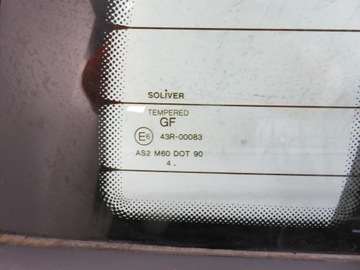 SOLIVER
TEMPERED
GF
E6 43R-00083
AS2 M60 DOT 90
4 .